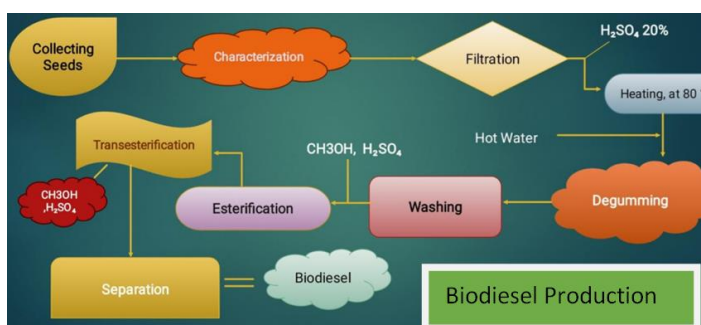 Collecting
Seeds
Characterization
Filtration
H₂SO₄ 20%
Heating, at 80
Hot Water
Degumming
Washing
CH3OH, H₂SO₄
Esterification
Transesterification
CH3OH
,H₂SO₄
Separation
Biodiesel
Biodiesel Production